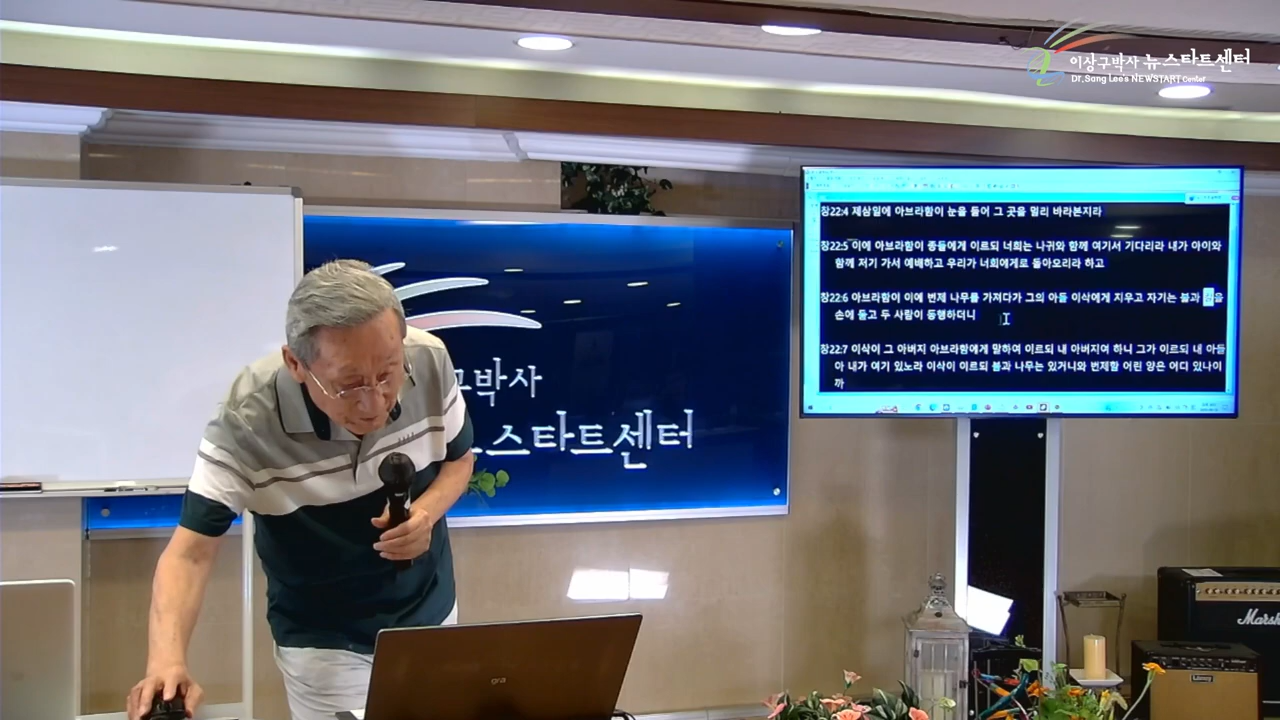 이상구박사 뉴스타트센터
Dr. Sang Lee's NEWSTART Center
창22:4 제삼일에 아브라함이 눈을 들어 그 곳을 멀리 바라본지라
창22:5 이에 아브라함이 종들에게 이르되 너희는 나귀와 함께 여기서 기다리라 내가 아이와
함께 저기 가서 예배하고 우리가 너희에게로 돌아오리라 하고
창22:6 아브라함이 이에 번제 나무를 가져다가 그의 아들 이삭에게 지우고 자기는 불과 을
손에 들고 두 사람이 동행하더니
창22:7 이삭이 그 아버지 아브라함에게 말하여 이르되 내 아버지여 하니 그가 이르되 내 아들
아 내가 여기 있노라 이삭이 이르되 불과 나무는 있거니와 번제할 어린 양은 어디 있나이
까
구박사
스타트센터
gra
Marsh
Laney